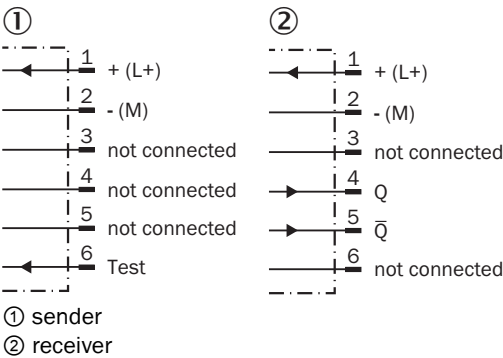 ①
1 + (L+)
2 - (M)
3 not connected
4 not connected
5 not connected
6 Test
②
1 + (L+)
2 - (M)
3 not connected
4 Q
5 Q̅
6 not connected
① sender
② receiver